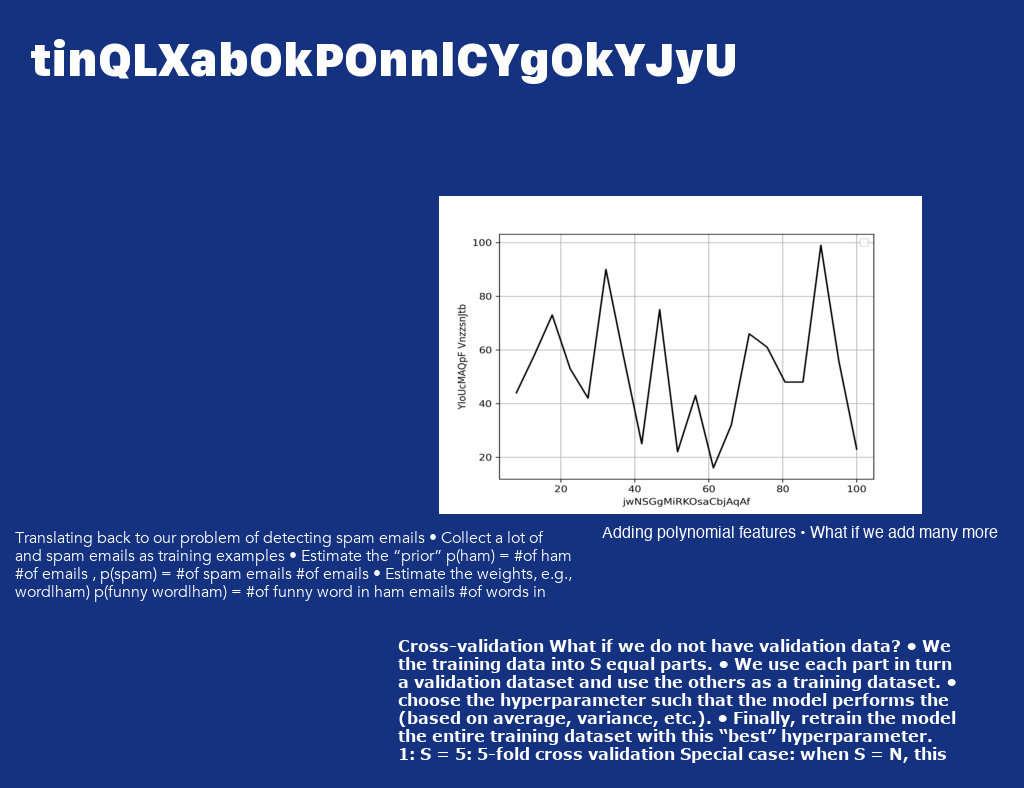 tinQLXabOkPOnnlCYgOkYJyU
100
80
60
40
20
YloUcMAQpF VnzzsnJtb
20 40 60 80 100
jwNSGgMiRKOsaCbjAqAf
Adding polynomial features • What if we add many more
Translating back to our problem of detecting spam emails • Collect a lot of
and spam emails as training examples • Estimate the “prior” p(ham) = #of ham
#of emails , p(spam) = #of spam emails #of emails • Estimate the weights, e.g.,
wordlham) p(funny wordlham) = #of funny word in ham emails #of words in
Cross-validation What if we do not have validation data? • We
the training data into S equal parts. • We use each part in turn
a validation dataset and use the others as a training dataset. •
choose the hyperparameter such that the model performs the
(based on average, variance, etc.). • Finally, retrain the model
the entire training dataset with this “best” hyperparameter.
1: S = 5: 5-fold cross validation Special case: when S = N, this